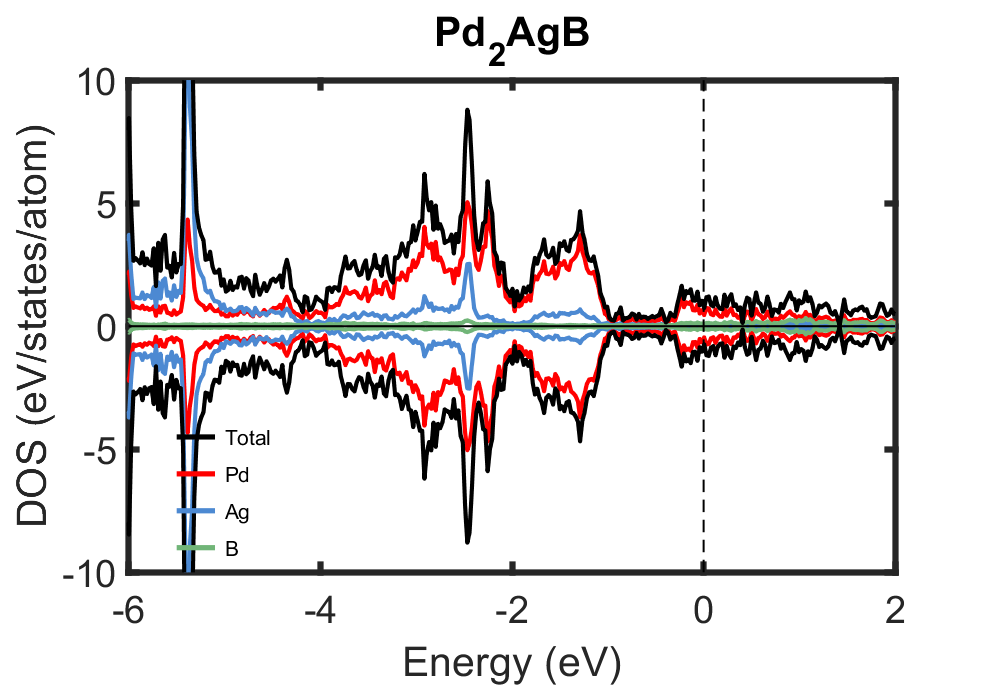 Pd₂AgB
DOS (eV/states/atom)
10
5
0
-5
-10
Total
Pd
Ag
B
-6 -4 -2 0 2
Energy (eV)